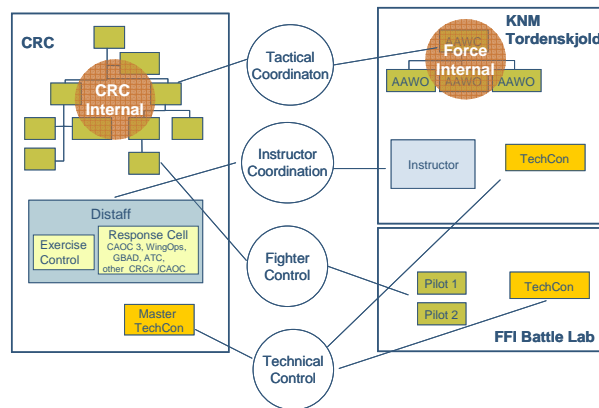 CRC
CRC
Internal
Distaff
Exercise
Control
Response Cell
CAOC 3, WingOps,
GBAD, ATC,
other CRCs /CAOC
Master
TechCon
Tactical
Coordinaton
Instructor
Coordination
Fighter
Control
Technical
Control
KNM
Tordenskjold
AAWC
Force
Internal
AAWO
AAWO
AAWO
Instructor
TechCon
Pilot 1
Pilot 2
TechCon
FFI Battle Lab